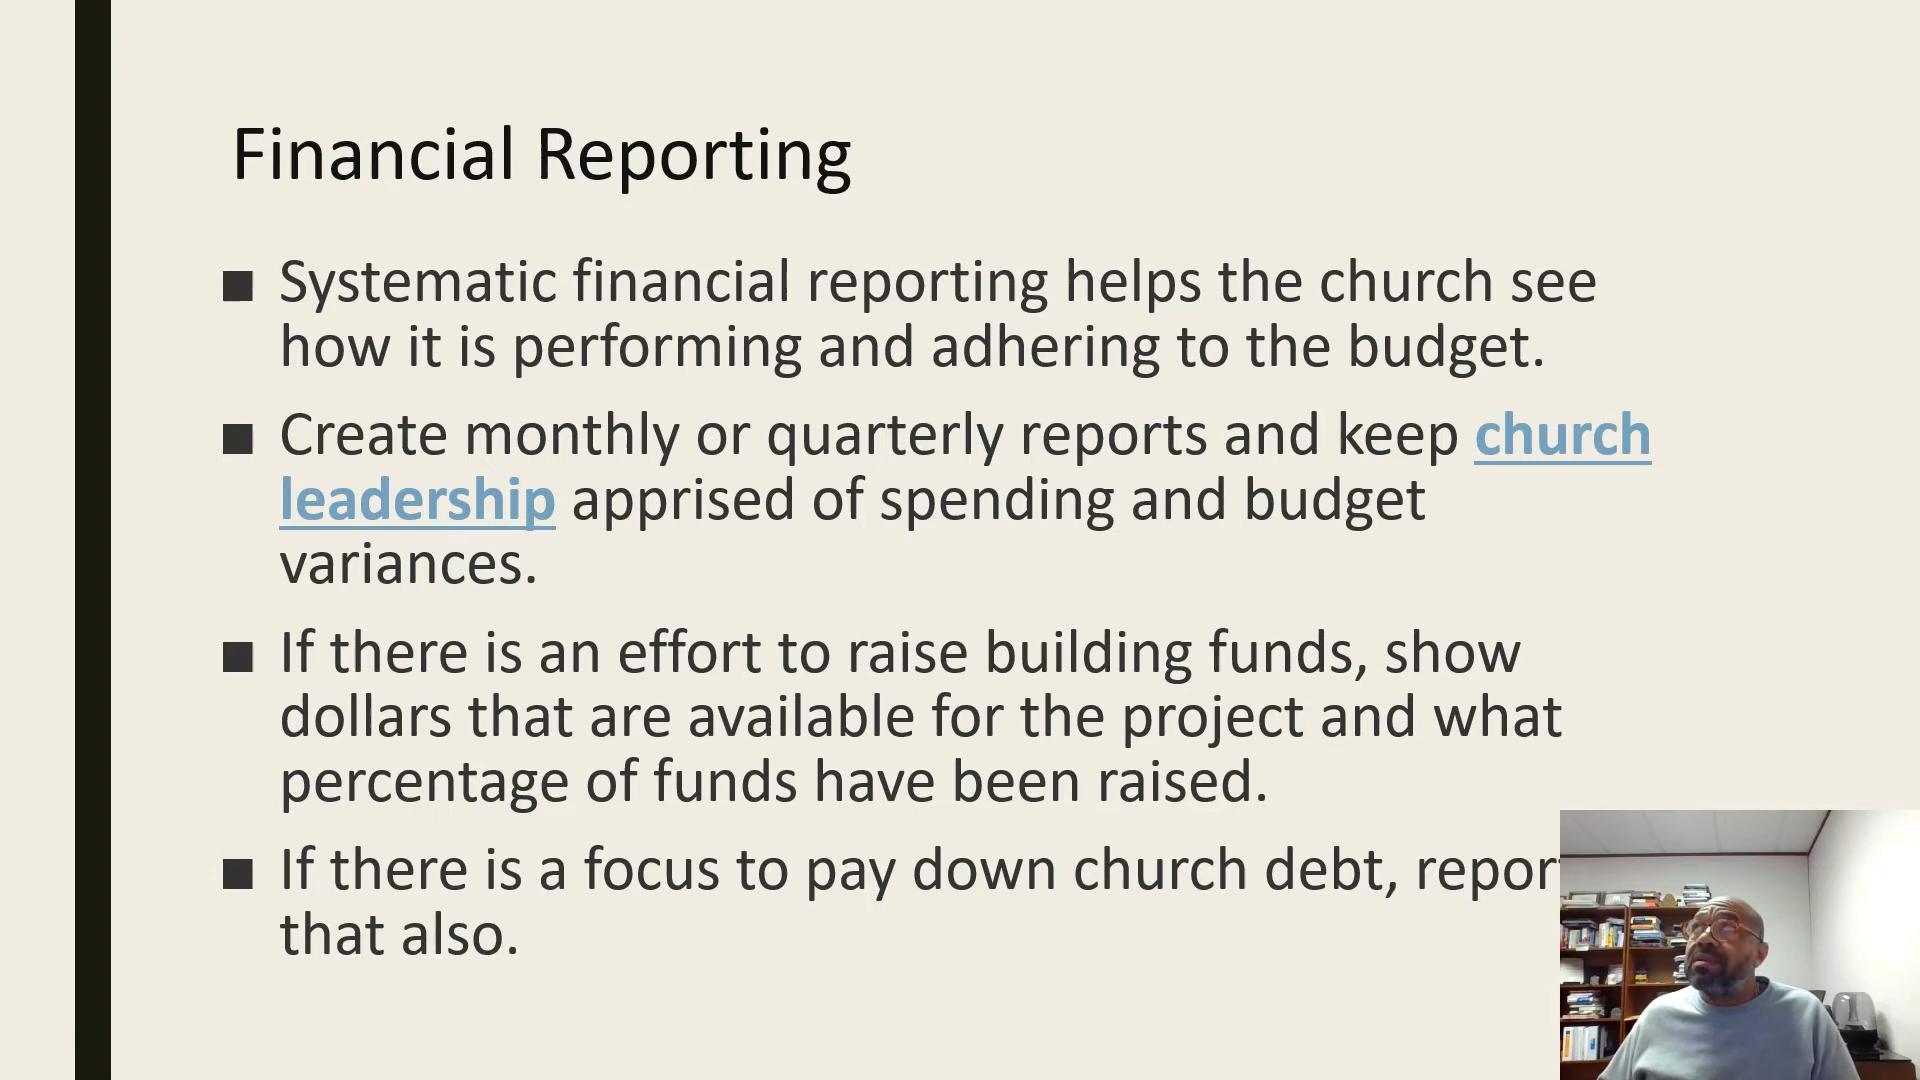 Financial Reporting
■ Systematic financial reporting helps the church see
how it is performing and adhering to the budget.
■ Create monthly or quarterly reports and keep church
leadership apprised of spending and budget
variances.
■ If there is an effort to raise building funds, show
dollars that are available for the project and what
percentage of funds have been raised.
■ If there is a focus to pay down church debt, repor
that also.